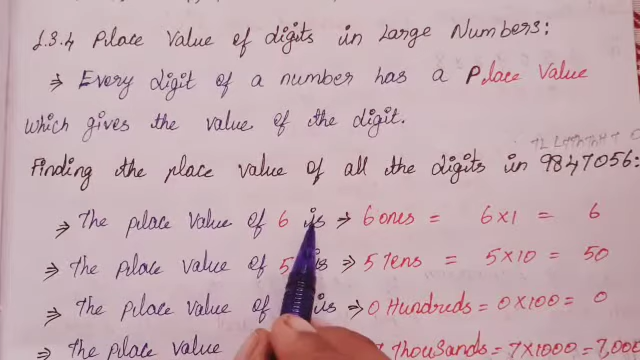 1.3.4 Place Value of digits in Large Numbers:
⇒ Every digit of a number has a Place Value
which gives the value of the digit.
TL L TTh Th H T O
Finding the place value of all the digits in 9847056:
⇒ The place value of 6 is ⇒ 6 ones = 6×1 = 6
⇒ The place value of 5 is ⇒ 5 Tens = 5×10 = 50
⇒ The place value of is ⇒ 0 Hundreds = 0×100 = 0
⇒ The place value Thousands = 7×1000 = 7,000